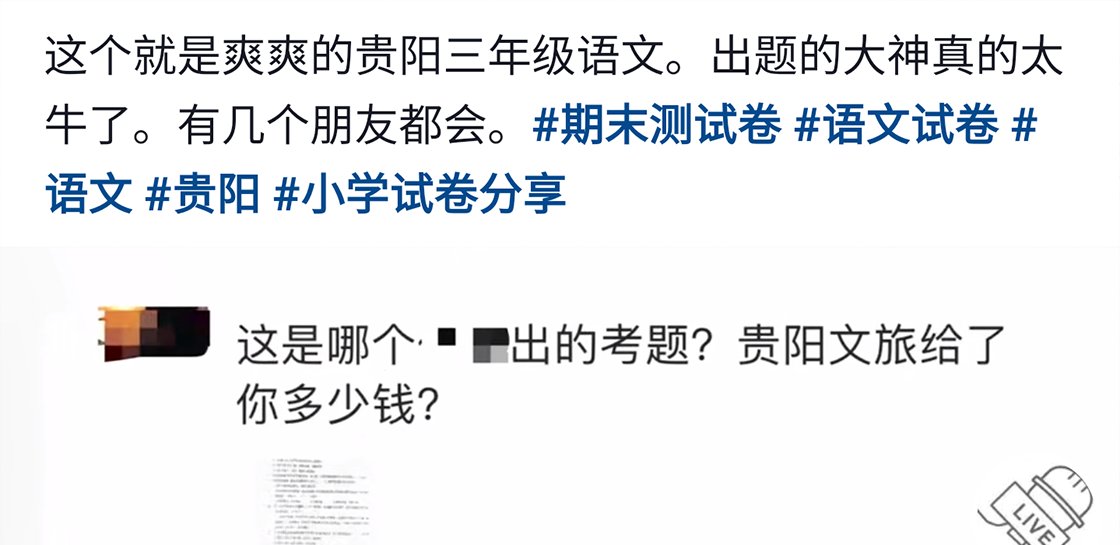 这个就是爽爽的贵阳三年级语文。出题的大神真的太
牛了。有几个朋友都会。#期末测试卷 #语文试卷 #
语文 #贵阳 #小学试卷分享
这是哪个 出的考题？贵阳文旅给了
你多少钱？
LIVE